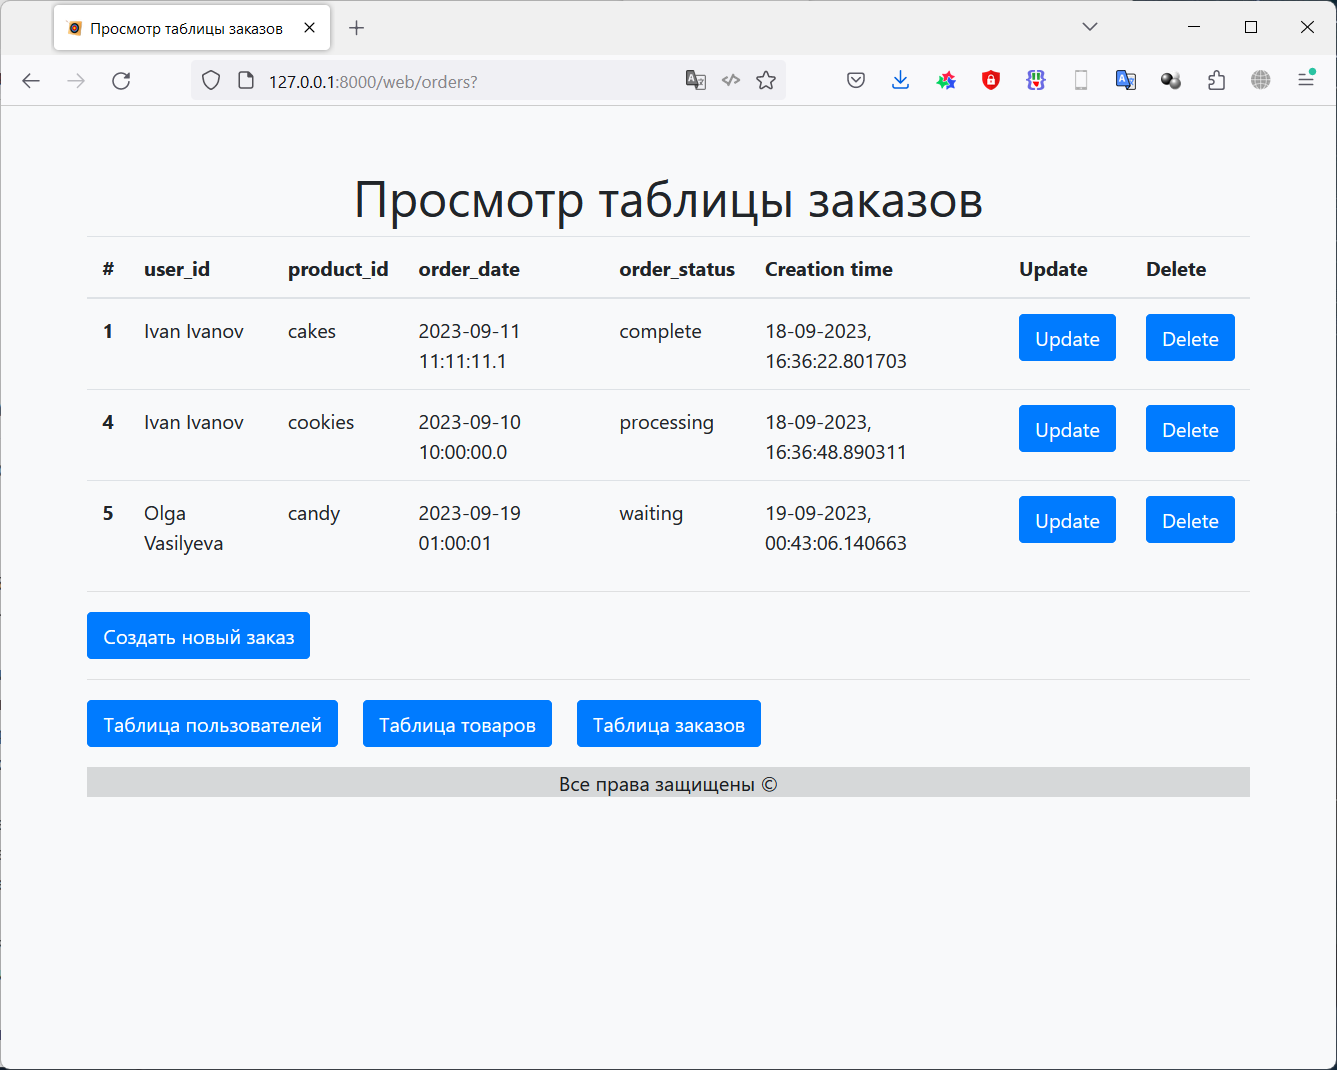 Просмотр таблицы заказов
127.0.0.1:8000/web/orders?
Просмотр таблицы заказов
# user_id product_id order_date order_status Creation time Update Delete
1 Ivan Ivanov cakes 2023-09-11 complete 18-09-2023, Update Delete
11:11:11.1 16:36:22.801703
4 Ivan Ivanov cookies 2023-09-10 processing 18-09-2023, Update Delete
10:00:00.0 16:36:48.890311
5 Olga candy 2023-09-19 waiting 19-09-2023, Update Delete
Vasilyeva 01:00:01 00:43:06.140663
Создать новый заказ
Таблица пользователей Таблица товаров Таблица заказов
Все права защищены ©